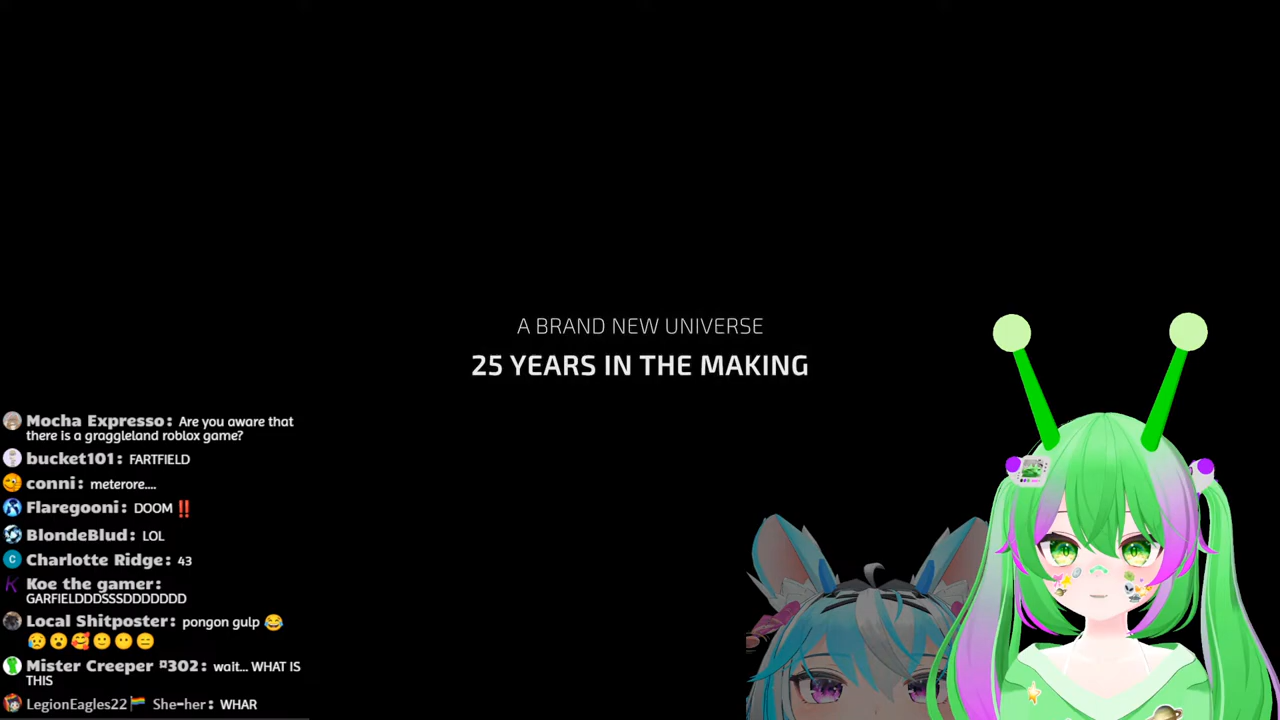 A BRAND NEW UNIVERSE
25 YEARS IN THE MAKING
Mocha Expresso: Are you aware that
there is a graggleland roblox game?
bucket101: FARTFIELD
conni: meterore....
Flaregooni: DOOM ‼️
BlondeBlud: LOL
Charlotte Ridge: 43
Koe the gamer:
GARFIELDDDSSSDDDDDDD
Local Shitposter: pongon gulp 😂
😥😮🥰🙂😶😑
Mister Creeper ¤302: wait... WHAT IS
THIS
LegionEagles22🏳️‍🌈 She-her: WHAR